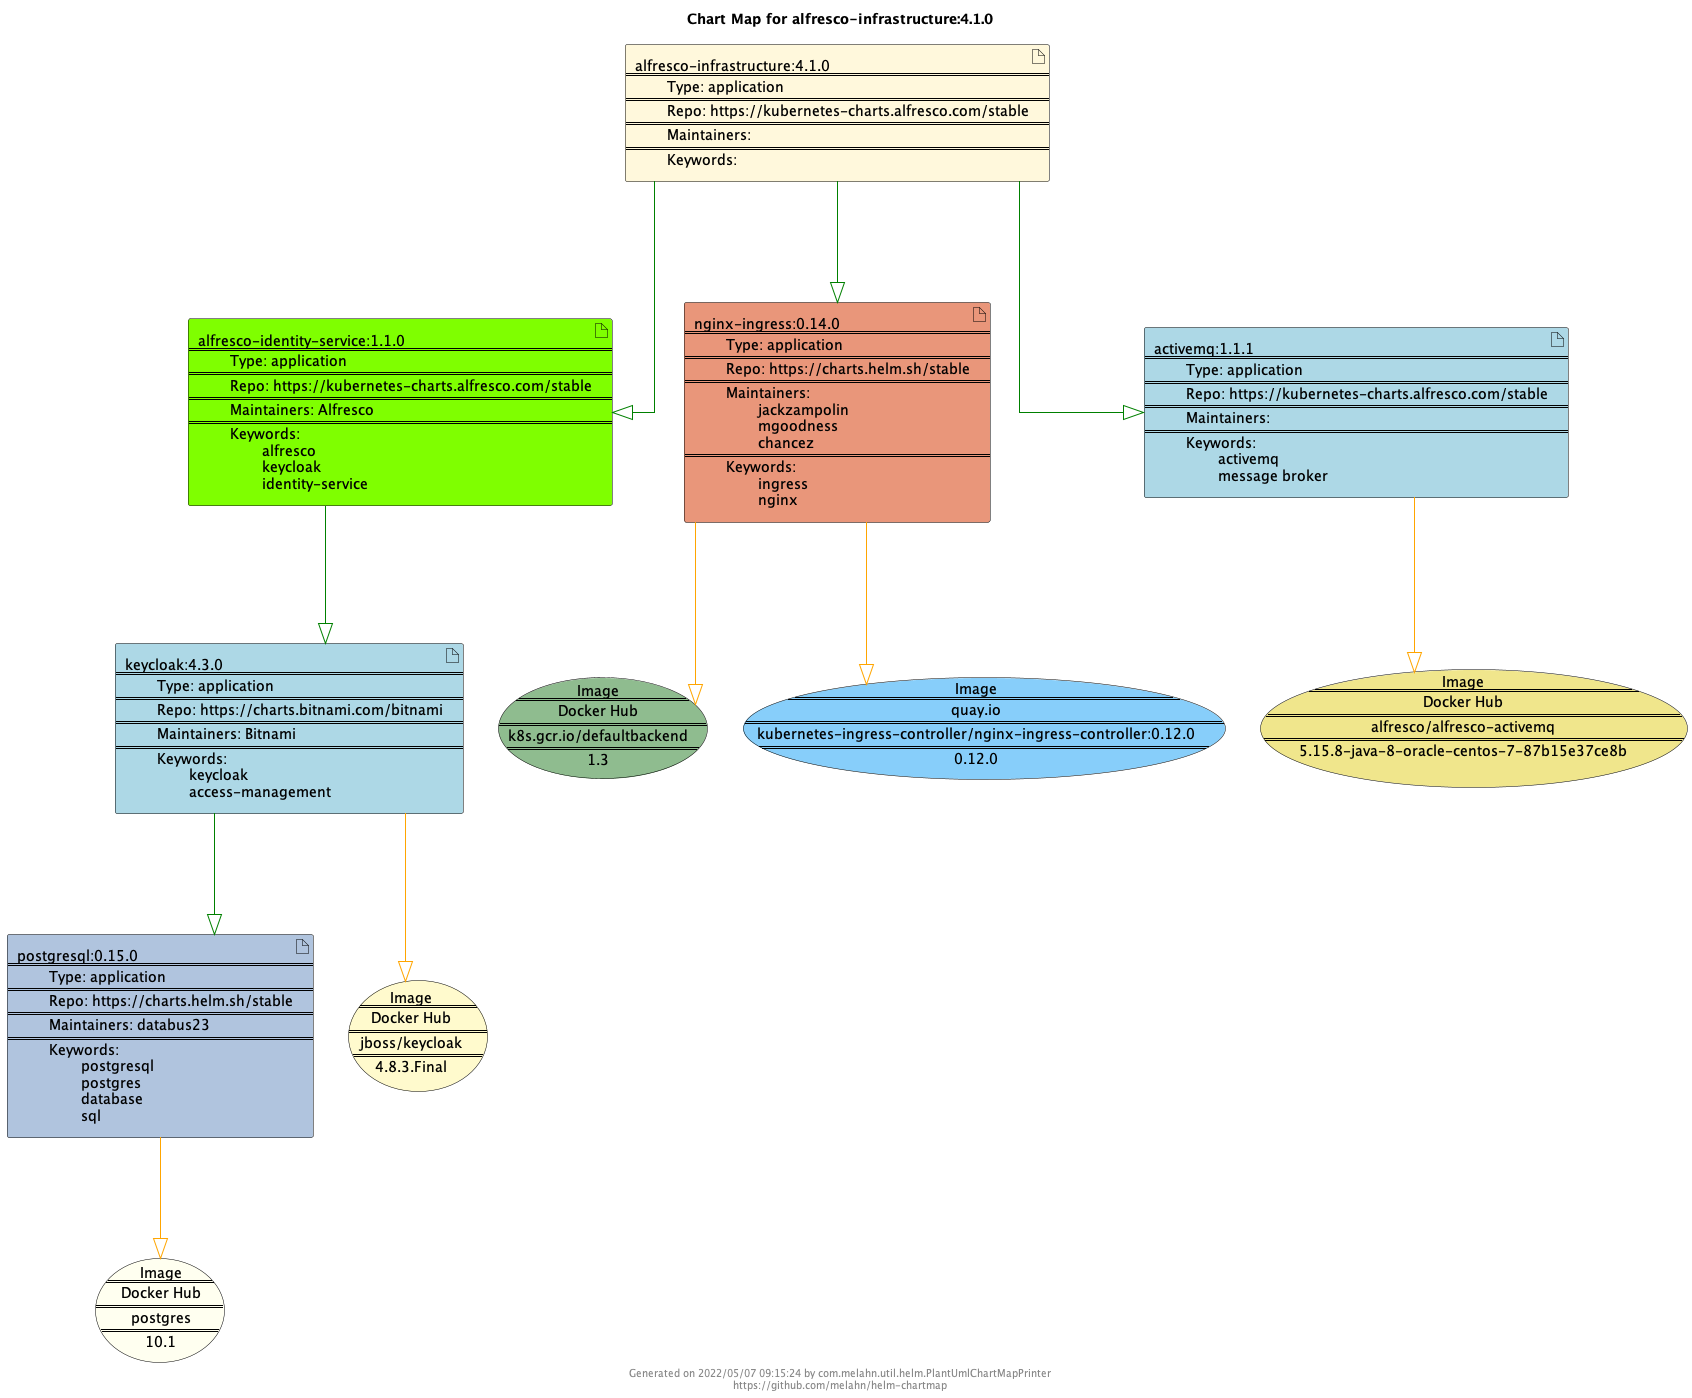 Chart Map for alfresco-infrastructure:4.1.0
alfresco-infrastructure:4.1.0
Type: application
Repo: https://kubernetes-charts.alfresco.com/stable
Maintainers:
Keywords:
alfresco-identity-service:1.1.0
Type: application
Repo: https://kubernetes-charts.alfresco.com/stable
Maintainers: Alfresco
Keywords:
alfresco
keycloak
identity-service
nginx-ingress:0.14.0
Type: application
Repo: https://charts.helm.sh/stable
Maintainers:
jackzampolin
mgoodness
chancez
Keywords:
ingress
nginx
activemq:1.1.1
Type: application
Repo: https://kubernetes-charts.alfresco.com/stable
Maintainers:
Keywords:
activemq
message broker
keycloak:4.3.0
Type: application
Repo: https://charts.bitnami.com/bitnami
Maintainers: Bitnami
Keywords:
keycloak
access-management
Image
Docker Hub
k8s.gcr.io/defaultbackend
1.3
Image
quay.io
kubernetes-ingress-controller/nginx-ingress-controller:0.12.0
0.12.0
Image
Docker Hub
alfresco/alfresco-activemq
5.15.8-java-8-oracle-centos-7-87b15e37ce8b
postgresql:0.15.0
Type: application
Repo: https://charts.helm.sh/stable
Maintainers: databus23
Keywords:
postgresql
postgres
database
sql
Image
Docker Hub
jboss/keycloak
4.8.3.Final
Image
Docker Hub
postgres
10.1
Generated on 2022/05/07 09:15:24 by com.melahn.util.helm.PlantUmlChartMapPrinter
https://github.com/melahn/helm-chartmap